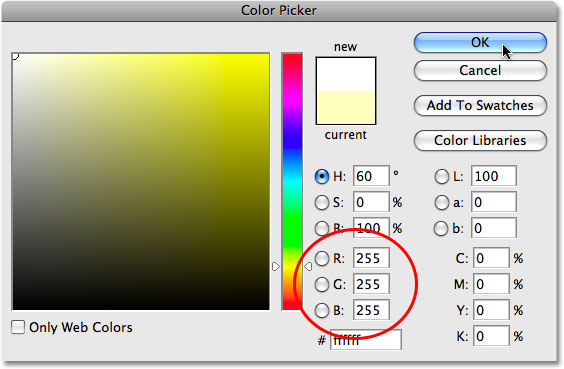 Color Picker
new
current
OK
Cancel
Add To Swatches
Color Libraries
H: 60 °
S: 0 %
B: 100 %
R: 255
G: 255
B: 255
# ffffff
L: 100
a: 0
b: 0
C: 0 %
M: 0 %
Y: 0 %
K: 0 %
Only Web Colors